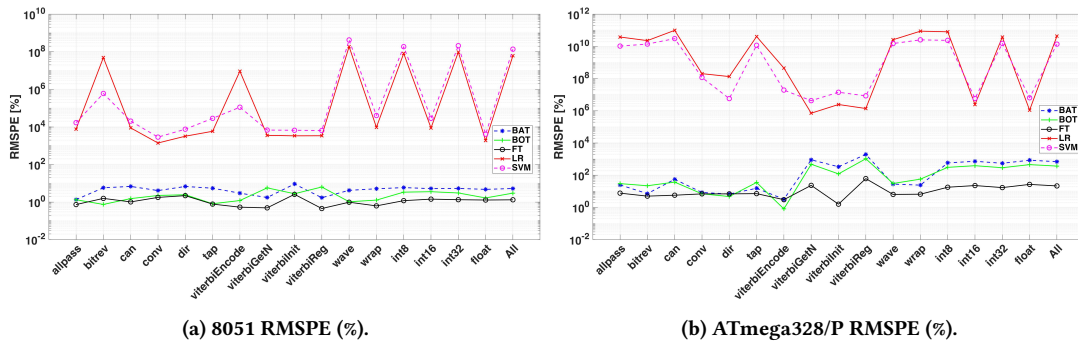 10^10
10^8
10^6
10^4
10^2
10^0
10^-2
RMSPE [%]
BAT
BOT
FT
LR
SVM
allpass
bitrev
can
conv
dir
tap
viterbiEncode
viterbiGetN
viterbiInit
viterbiReg
wave
wrap
int8
int16
int32
float
All
(a) 8051 RMSPE (%).
10^12
10^10
10^8
10^6
10^4
10^2
10^0
10^-2
RMSPE [%]
BAT
BOT
FT
LR
SVM
allpass
bitrev
can
conv
dir
tap
viterbiEncode
viterbiGetN
viterbiInit
viterbiReg
wave
wrap
int8
int16
int32
float
All
(b) ATmega328/P RMSPE (%).